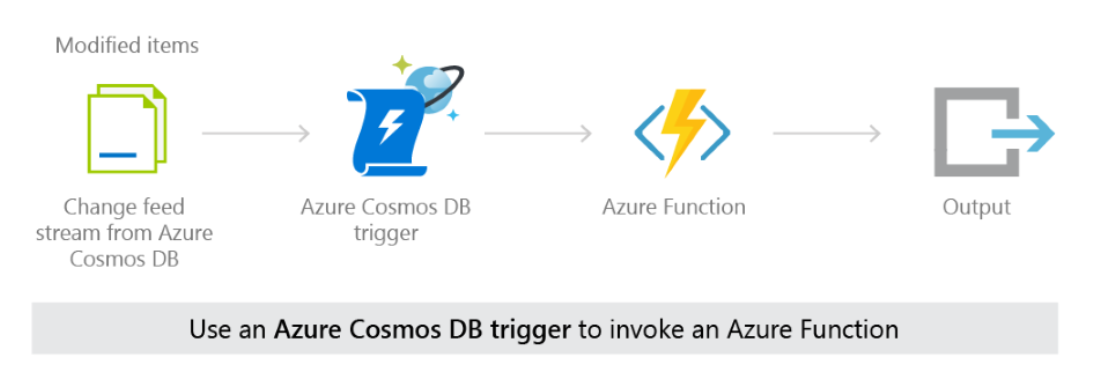 Modified items
Change feed
stream from Azure
Cosmos DB
Azure Cosmos DB
trigger
Azure Function
Output
Use an Azure Cosmos DB trigger to invoke an Azure Function